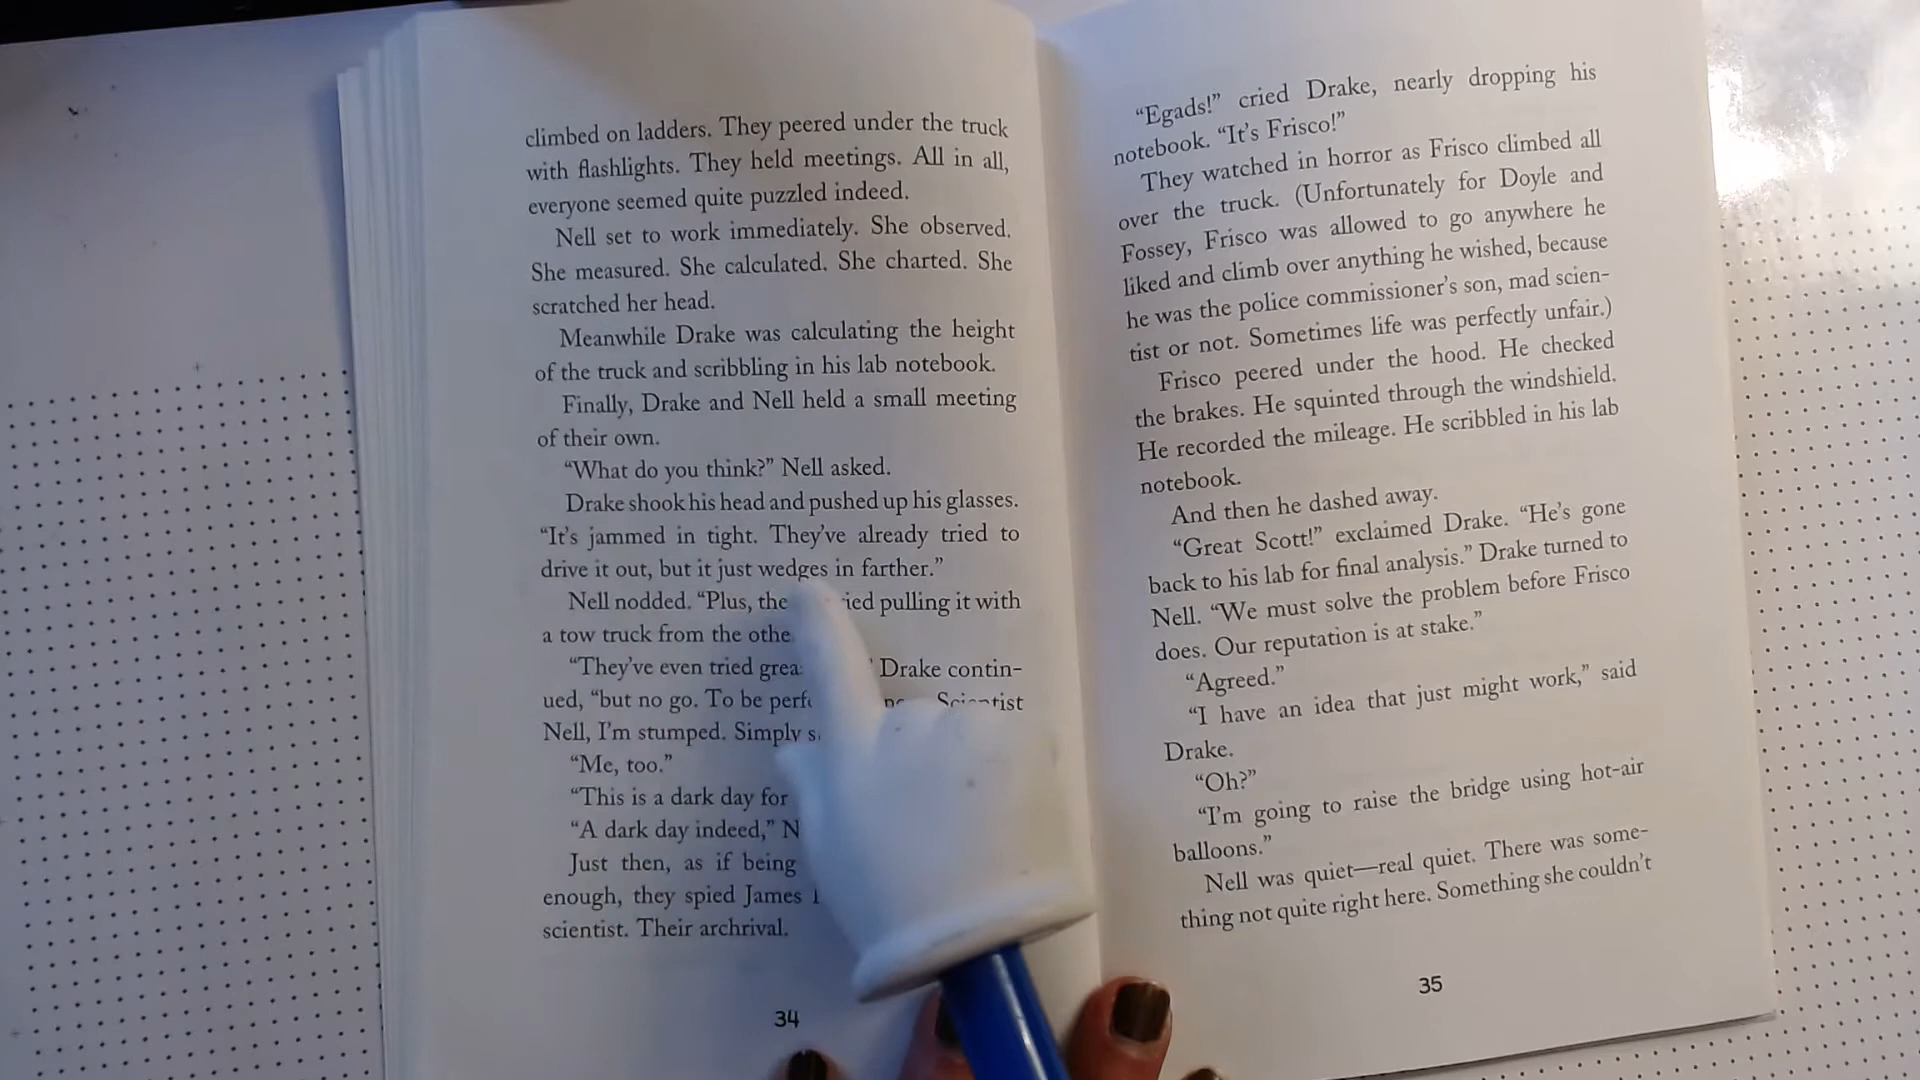 climbed on ladders. They peered under the truck
with flashlights. They held meetings. All in all,
everyone seemed quite puzzled indeed.
Nell set to work immediately. She observed.
She measured. She calculated. She charted. She
scratched her head.
Meanwhile Drake was calculating the height
of the truck and scribbling in his lab notebook.
Finally, Drake and Nell held a small meeting
of their own.
“What do you think?” Nell asked.
Drake shook his head and pushed up his glasses.
“It’s jammed in tight. They’ve already tried to
drive it out, but it just wedges in farther.”
Nell nodded. “Plus, pulling it with
a tow truck from the
“They’ve even tried Drake contin-
ued, “but no go. To be Scientist
Nell, I’m stumped. Simply
“Me, too.”
“This is a dark day for
“A dark day indeed,”
Just then, as if being
enough, they spied James
scientist. Their archrival.
34
“Egads!” cried Drake, nearly dropping his
notebook. “It’s Frisco!”
They watched in horror as Frisco climbed all
over the truck. (Unfortunately for Doyle and
Fossey, Frisco was allowed to go anywhere he
liked and climb over anything he wished, because
he was the police commissioner’s son, mad scien-
tist or not. Sometimes life was perfectly unfair.)
Frisco peered under the hood. He checked
the brakes. He squinted through the windshield.
He recorded the mileage. He scribbled in his lab
notebook.
And then he dashed away.
“Great Scott!” exclaimed Drake. “He’s gone
back to his lab for final analysis.” Drake turned to
Nell. “We must solve the problem before Frisco
does. Our reputation is at stake.”
“Agreed.”
“I have an idea that just might work,” said
Drake.
“Oh?”
“I’m going to raise the bridge using hot-air
balloons.”
Nell was quiet—real quiet. There was some-
thing not quite right here. Something she couldn’t
35